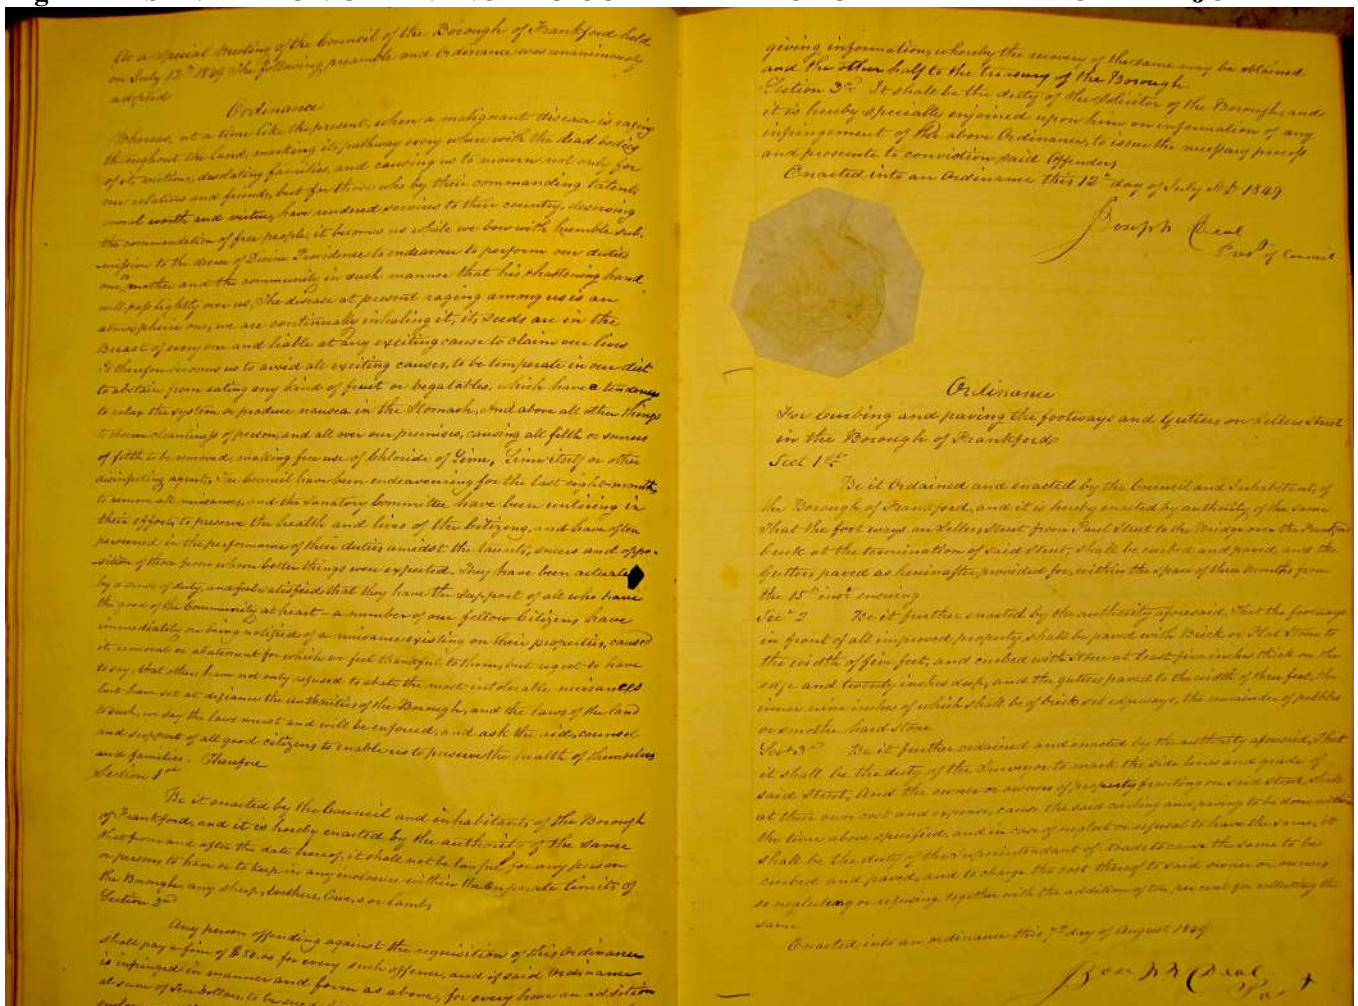 At a Special Meeting of the Council of the Borough of Frankford held
on July 12th 1849 The following preamble and Ordinance was unanimously
adopted
Ordinance
Whereas, at a time like the present, when a malignant disease is raging
throughout the land, marking its pathway every where with the dead bodies
of its victims, desolating families, and causing us to mourn not only for
our relatives and friends, but for those who by their commanding talents
moral worth and virtue, have rendered services to their country, deserving
the commendation of free people, it becomes us while we bow with humble sub-
mission to the decree of Divine Providence to endeavour to perform our duties
one another and the community in such manner that his chastening hand
will pass lightly over us. The disease at present raging among us is an
atmospheric one, we are continually inhaling it, its seeds are in the
Breast of every one and liable at any exciting cause to claim our lives
It therefore becomes us to avoid all exciting causes, to be temperate in our diet
to abstain from eating any kind of fruit or vegatables, which have a tendency
to relax the system or produce nausea in the Stomach, And above all other things
to cleanliness of person, and all over our premises, causing all filth or sources
of filth to be removed, making free use of Chloride of Lime, Lime itself or other
disinfecting agents, The Council have been endeavouring for the last eight months
to remove all nuisances, and the Sanatory Committee have been untiring in
their efforts to preserve the health and lives of the Citizens, and have often
persevered in the performance of their duties amidst the taunts, sneers and oppo-
sition of those from whom better things were expected. They have been actuated
by a sense of duty, and feel satisfied that they have the support of all who have
the good of the Community at heart - a number of our fellow Citizens have
immediately on being notified of a nuisance existing on their properties, caused
its removal or abatement for which we feel thankful to them, but regret to have
to say, that others have not only refused to abate the most intolerable nuisances
but have set at defiance the authorities of the Borough, and the laws of the land
to such, we say the laws must and will be enforced, and ask the aid, counsel
and support of all good citizens to enable us to preserve the health of themselves
and families. Therefore
Section 1st
Be it enacted by the Council and inhabitants of the Borough
of Frankford, and it is hereby enacted by the authority of the same
that from and after the date hereof, it shall not be lawful for any person
or persons to have or to keep in any enclosure within the corporate limits of
the Borough, any sheep, Ewes or lambs,
Section 2nd
Any person offending against the requisition of this Ordinance
shall pay a fine of $50.00 for every such offence, and if said Ordinance
is infringed in manner and form as above, for every hour an addition
al sum of Ten Dollars, to be
giving information, whereby the recovery of the same may be obtained
and the other half to the treasury of the Borough
Section 3rd It shall be the duty of the Solicitor of the Borough, and
it is hereby specially enjoined upon him on information of any
infringement of the above Ordinance, to issue the necessary process
and prosecute to conviction said Offenders
Enacted into an Ordinance this 12th day of July A.D. 1849
Joseph Deal
Prest of Council
Ordinance
For Curbing and paving the footways and Gutters on Sellers Street
in the Borough of Frankford
Sect 1st
Be it Ordained and enacted by the Council and Inhabitants of
the Borough of Frankford, and it is hereby enacted by authority of the same
That the foot ways on Sellers Street from Paul Street to the Bridge over the Frankford
Creek at the termination of said Street, shall be curbed and paved, and the
Gutters paved as hereinafter provided for, within the space of three months from
the 15th inst ensuing
Sect 2 Be it further enacted by the authority aforesaid, That the footways
in front of all improved property shall be paved with Brick or Flat Stone to
the width of feet, and curbed with stone at least five inches thick on the
edge and twenty inches deep, and the gutters paved to the width of three feet, the
inner nine inches of which shall be of brick set edgeways, the remainder of pebbles
or smothe hard Stone
Sect 3rd Be it further ordained and enacted by the authority aforesaid, That
it shall be the duty of the Surveyor to mark the side lines and grade of
said Street, And the owner or owners of property fronting on said street shall
at their own cost and expense, cause the said curbing and paving to be done within
the time above specified, and in case of neglect or refusal to have the same, it
shall be the duty of the Superintendant of Roads to cause the same to be
curbed and paved, and to charge the cost thereof to said owner or owners
so neglecting or refusing together with the addition of ten per cent for collecting the
same
Enacted into an ordinance this 7th day of August 1849
Joseph Deal
Prest